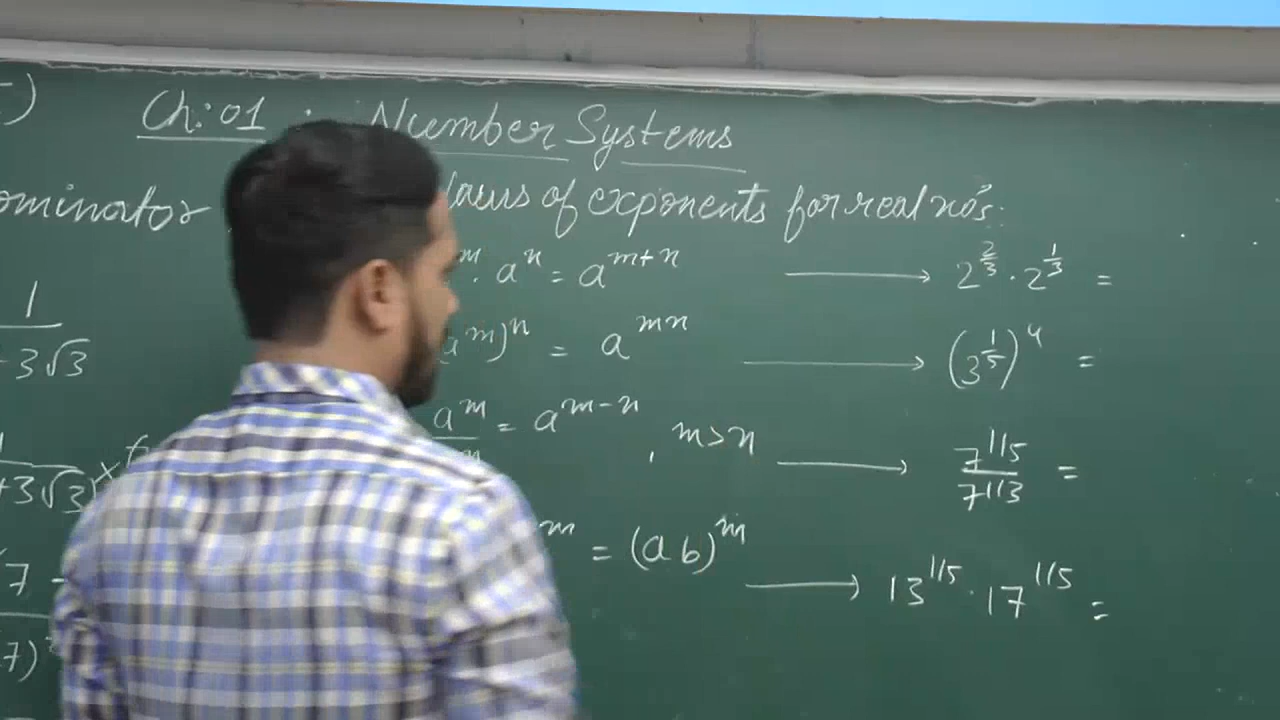 Ch:01 : Number Systems
ominator laws of exponents for real no's:
m . aⁿ = a^{m+n} → 2^{2/3} . 2^{1/3} =
1
3√3
a^m)^n = a^{mn} → (3^{1/5})^4 =
a^m = a^{m-n} , m>n → 7^{1/5} / 7^{1/3} =
+3√3) ×
m = (ab)^m → 13^{1/5} . 17^{1/5} =
7
7)